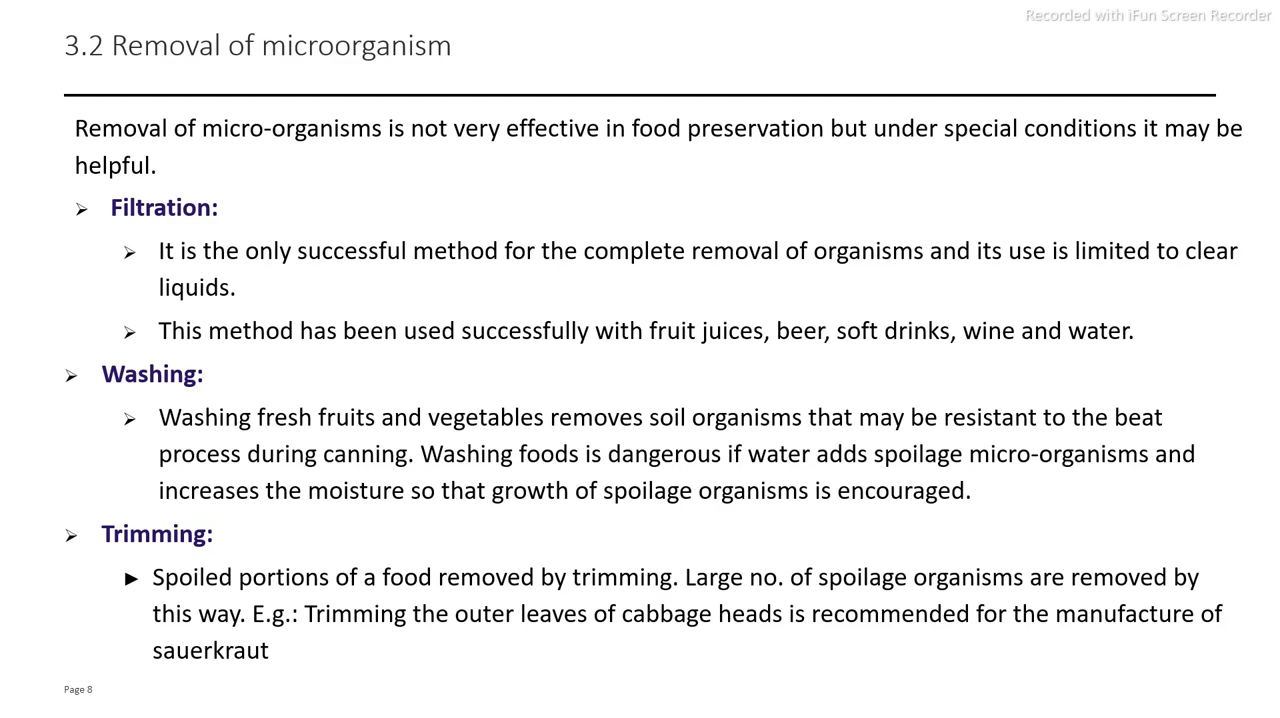 Recorded with iFun Screen Recorder
3.2 Removal of microorganism
Removal of micro-organisms is not very effective in food preservation but under special conditions it may be
helpful.
➢ Filtration:
➢ It is the only successful method for the complete removal of organisms and its use is limited to clear
liquids.
➢ This method has been used successfully with fruit juices, beer, soft drinks, wine and water.
➢ Washing:
➢ Washing fresh fruits and vegetables removes soil organisms that may be resistant to the beat
process during canning. Washing foods is dangerous if water adds spoilage micro-organisms and
increases the moisture so that growth of spoilage organisms is encouraged.
➢ Trimming:
► Spoiled portions of a food removed by trimming. Large no. of spoilage organisms are removed by
this way. E.g.: Trimming the outer leaves of cabbage heads is recommended for the manufacture of
sauerkraut
Page 8